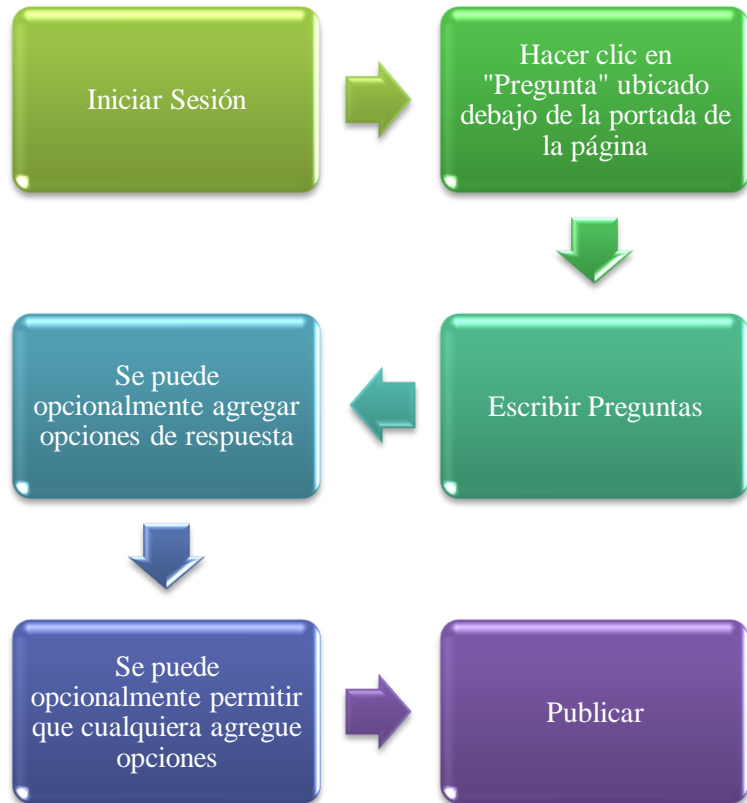 Iniciar Sesión
Hacer clic en
"Pregunta" ubicado
debajo de la portada de
la página
Escribir Preguntas
Se puede
opcionalmente agregar
opciones de respuesta
Se puede
opcionalmente permitir
que cualquiera agregue
opciones
Publicar